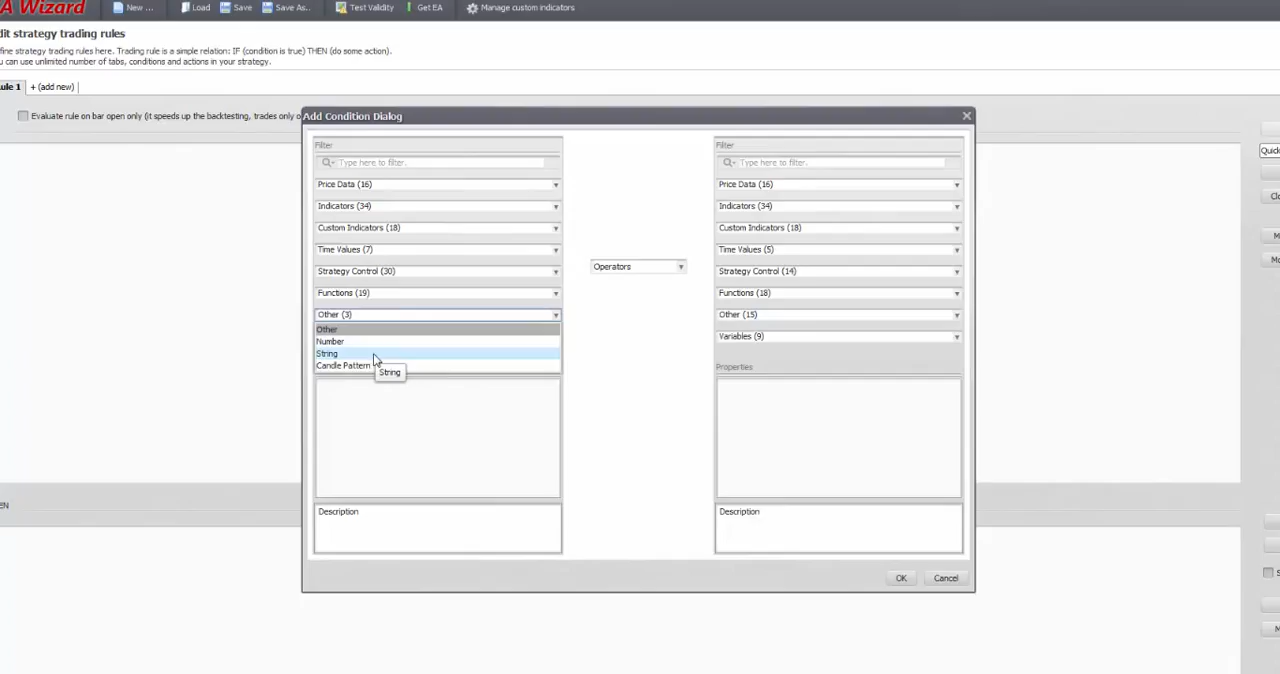 A Wizard
New ...
Load
Save
Save As..
Test Validity
Get EA
Manage custom indicators
dit strategy trading rules
fine strategy trading rules here. Trading rule is a simple relation: IF (condition is true) THEN (do some action).
u can use unlimited number of tabs, conditions and actions in your strategy.
ule 1
+ (add new)
Evaluate rule on bar open only (it speeds up the backtesting, trades only o
Add Condition Dialog
Filter
Type here to filter.
Price Data (16)
Indicators (34)
Custom Indicators (18)
Time Values (7)
Strategy Control (30)
Functions (19)
Other (3)
Other
Number
String
Candle Pattern
String
Description
Operators
Filter
Type here to filter.
Price Data (16)
Indicators (34)
Custom Indicators (18)
Time Values (5)
Strategy Control (14)
Functions (18)
Other (15)
Variables (9)
Properties
Description
OK
Cancel
Quick
Clo
M
Mo
EN
S
M